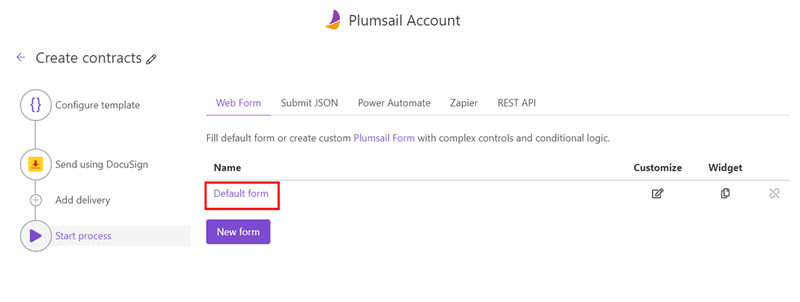 Plumsail Account
Create contracts
Configure template
Send using DocuSign
Add delivery
Start process
Web Form Submit JSON Power Automate Zapier REST API
Fill default form or create custom Plumsail Form with complex controls and conditional logic.
Name Customize Widget
Default form
New form